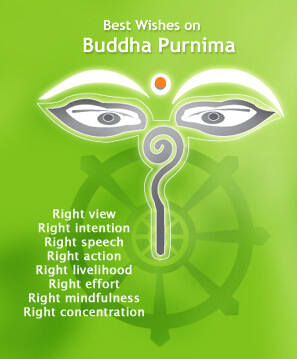 Best Wishes on
Buddha Purnima
Right view
Right intention
Right speech
Right action
Right livelihood
Right effort
Right mindfulness
Right concentration